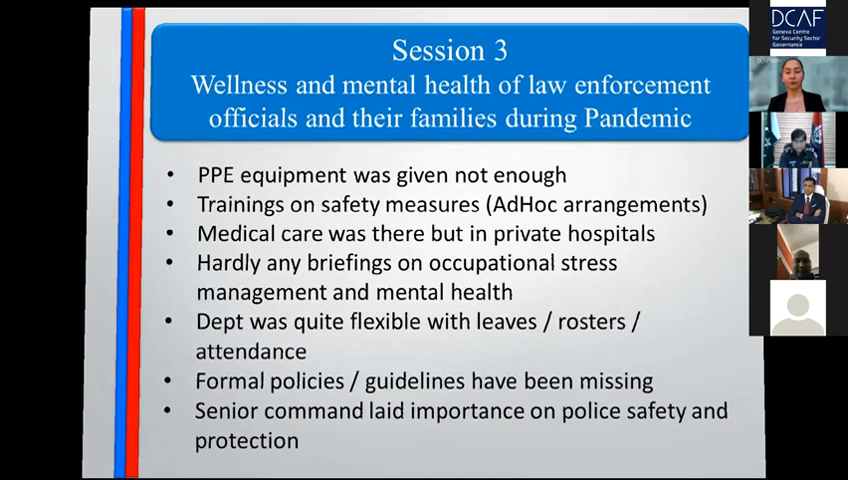 Session 3
Wellness and mental health of law enforcement
officials and their families during Pandemic
• PPE equipment was given not enough
• Trainings on safety measures (AdHoc arrangements)
• Medical care was there but in private hospitals
• Hardly any briefings on occupational stress
management and mental health
• Dept was quite flexible with leaves / rosters /
attendance
• Formal policies / guidelines have been missing
• Senior command laid importance on police safety and
protection
DCAF
Geneva Centre
for Security Sector
Governance